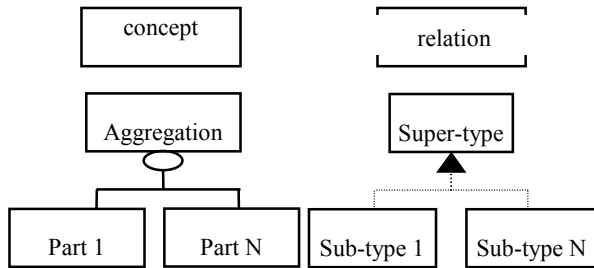 concept
relation
Aggregation
Super-type
Part 1
Part N
Sub-type 1
Sub-type N